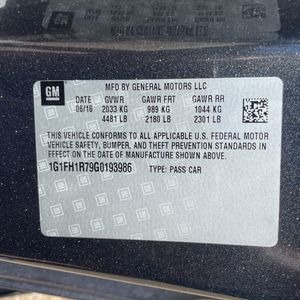 GM
MFD BY GENERAL MOTORS LLC
DATE GVWR GAWR FRT GAWR RR
05/16 2033 KG 989 KG 1044 KG
4481 LB 2180 LB 2301 LB
THIS VEHICLE CONFORMS TO ALL APPLICABLE U.S. FEDERAL MOTOR
VEHICLE SAFETY, BUMPER, AND THEFT PREVENTION STANDARDS IN
EFFECT ON THE DATE OF MANUFACTURE SHOWN ABOVE.
1G1FH1R79G0193986 TYPE: PASS CAR